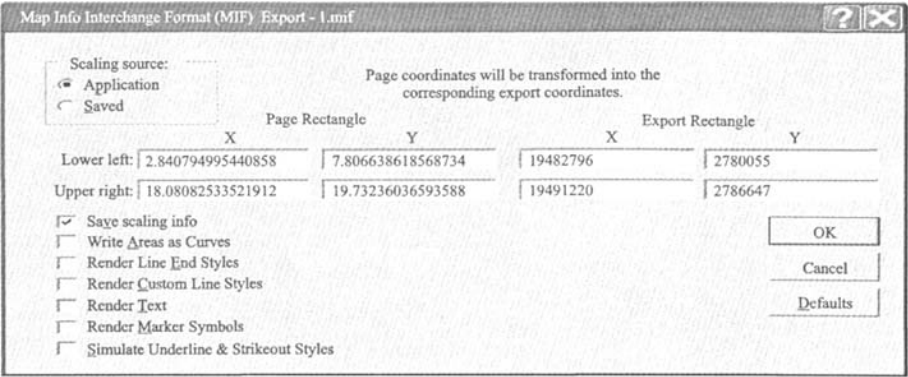 Map Info Interchange Format (MIF) Export - 1.mif
Scaling source:
Application
Saved
Page coordinates will be transformed into the
corresponding export coordinates.
Page Rectangle Export Rectangle
X Y X Y
Lower left: 2.840794995440858 7.806638618568734 19482796 2780055
Upper right: 18.08082533521912 19.73236036593588 19491220 2786647
Save scaling info
Write Areas as Curves
Render Line End Styles
Render Custom Line Styles
Render Text
Render Marker Symbols
Simulate Underline & Strikeout Styles
OK
Cancel
Defaults